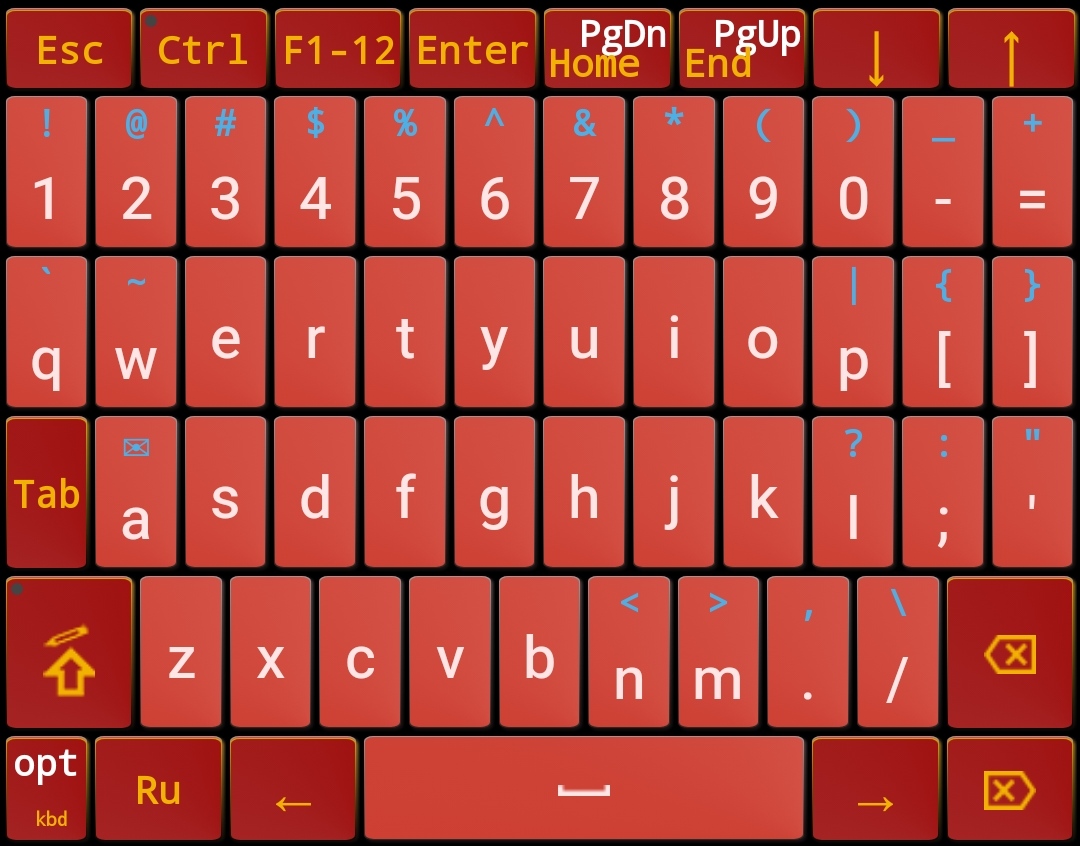 Esc Ctrl F1-12 Enter PgDn Home PgUp End ↓ ↑
! @ # $ % ^ & * ( ) _ +
1 2 3 4 5 6 7 8 9 0 - =
` ~ | { }
q w e r t y u i o p [ ]
✉ ? : "
Tab a s d f g h j k l ; '
< > , \
z x c v b n m . /
opt
kbd Ru ← →